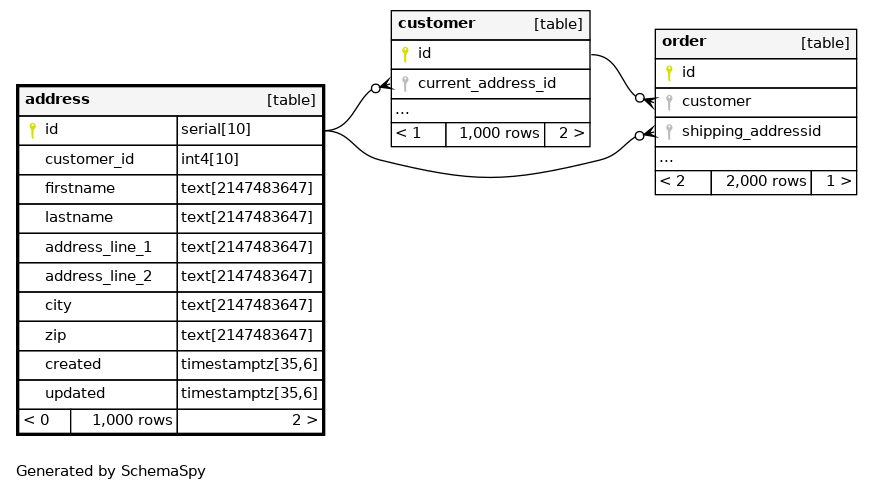 customer [table]
id
current_address_id
...
< 1 1,000 rows 2 >
order [table]
id
customer
shipping_addressid
...
< 2 2,000 rows 1 >
address [table]
id serial[10]
customer_id int4[10]
firstname text[2147483647]
lastname text[2147483647]
address_line_1 text[2147483647]
address_line_2 text[2147483647]
city text[2147483647]
zip text[2147483647]
created timestamptz[35,6]
updated timestamptz[35,6]
< 0 1,000 rows 2 >
Generated by SchemaSpy